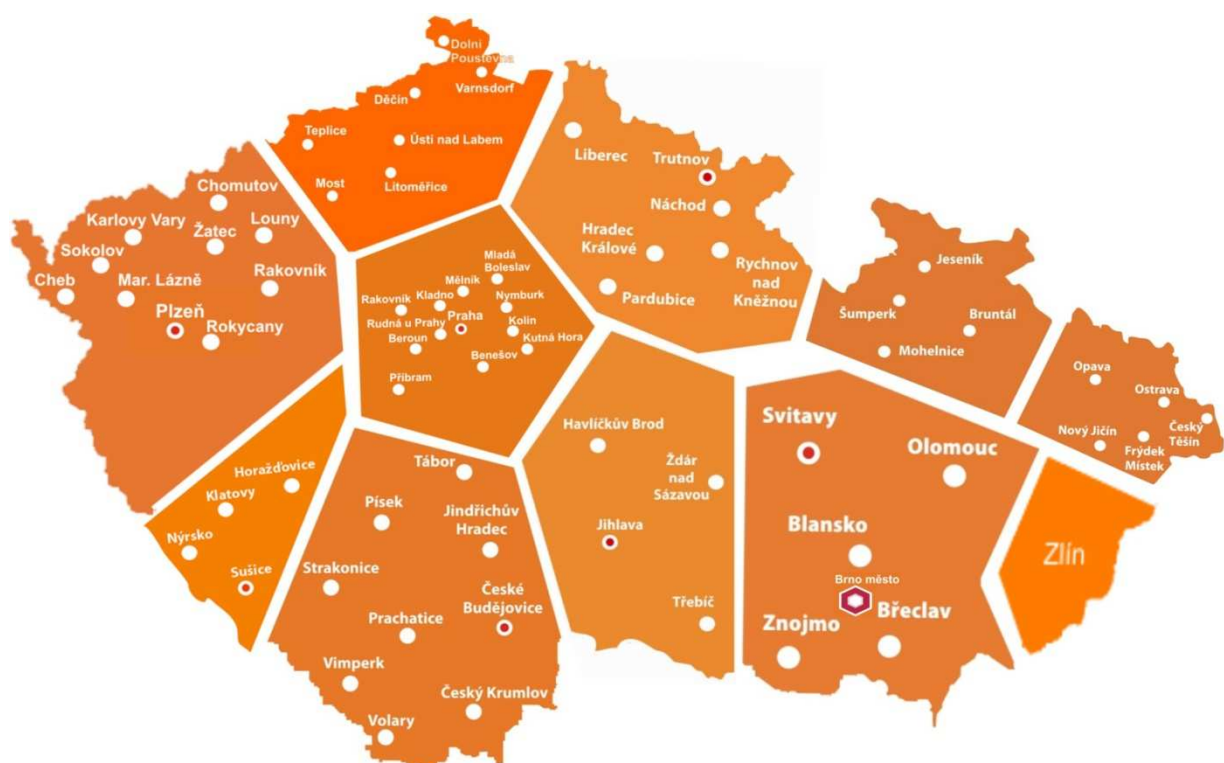 Dolní
Poustevna
Varnsdorf
Děčín
Teplice
Ústí nad Labem
Most
Litoměřice
Chomutov
Karlovy Vary
Louny
Žatec
Sokolov
Cheb
Mar. Lázně
Rakovník
Plzeň
Rokycany
Liberec
Trutnov
Náchod
Hradec
Králové
Rychnov
nad
Kněžnou
Pardubice
Mladá
Boleslav
Mělník
Rakovník
Kladno
Nymburk
Rudná u Prahy
Praha
Kolín
Beroun
Kutná Hora
Benešov
Příbram
Jeseník
Šumperk
Bruntál
Mohelnice
Opava
Ostrava
Nový Jičín
Český
Těšín
Frýdek
Místek
Horažďovice
Klatovy
Nýrsko
Sušice
Tábor
Písek
Jindřichův
Hradec
Strakonice
České
Budějovice
Prachatice
Vimperk
Český Krumlov
Volary
Havlíčkův Brod
Ždár
nad
Sázavou
Jihlava
Třebíč
Svitavy
Olomouc
Blansko
Brno město
Břeclav
Znojmo
Zlín